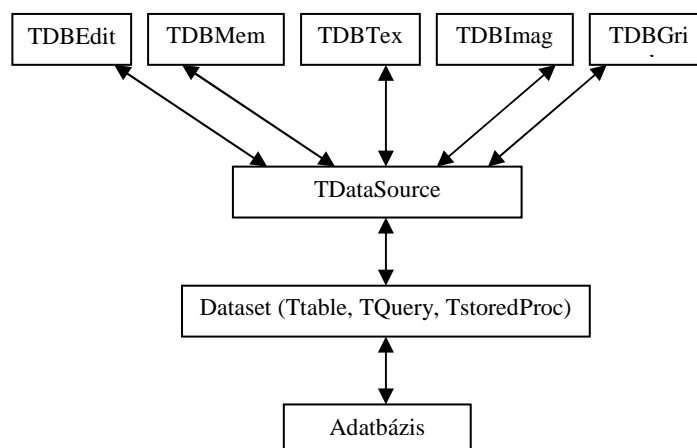 TDBEdit TDBMem TDBTex TDBImag TDBGri
TDataSource
Dataset (Ttable, TQuery, TstoredProc)
Adatbázis